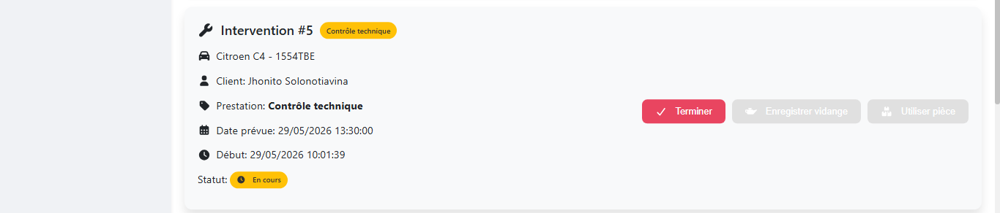 Intervention #5 Contrôle technique
Citroen C4 - 1554TBE
Client: Jhonito Solonotiavina
Prestation: Contrôle technique
Terminer Enregistrer vidange Utiliser pièce
Date prévue: 29/05/2026 13:30:00
Début: 29/05/2026 10:01:39
Statut: En cours